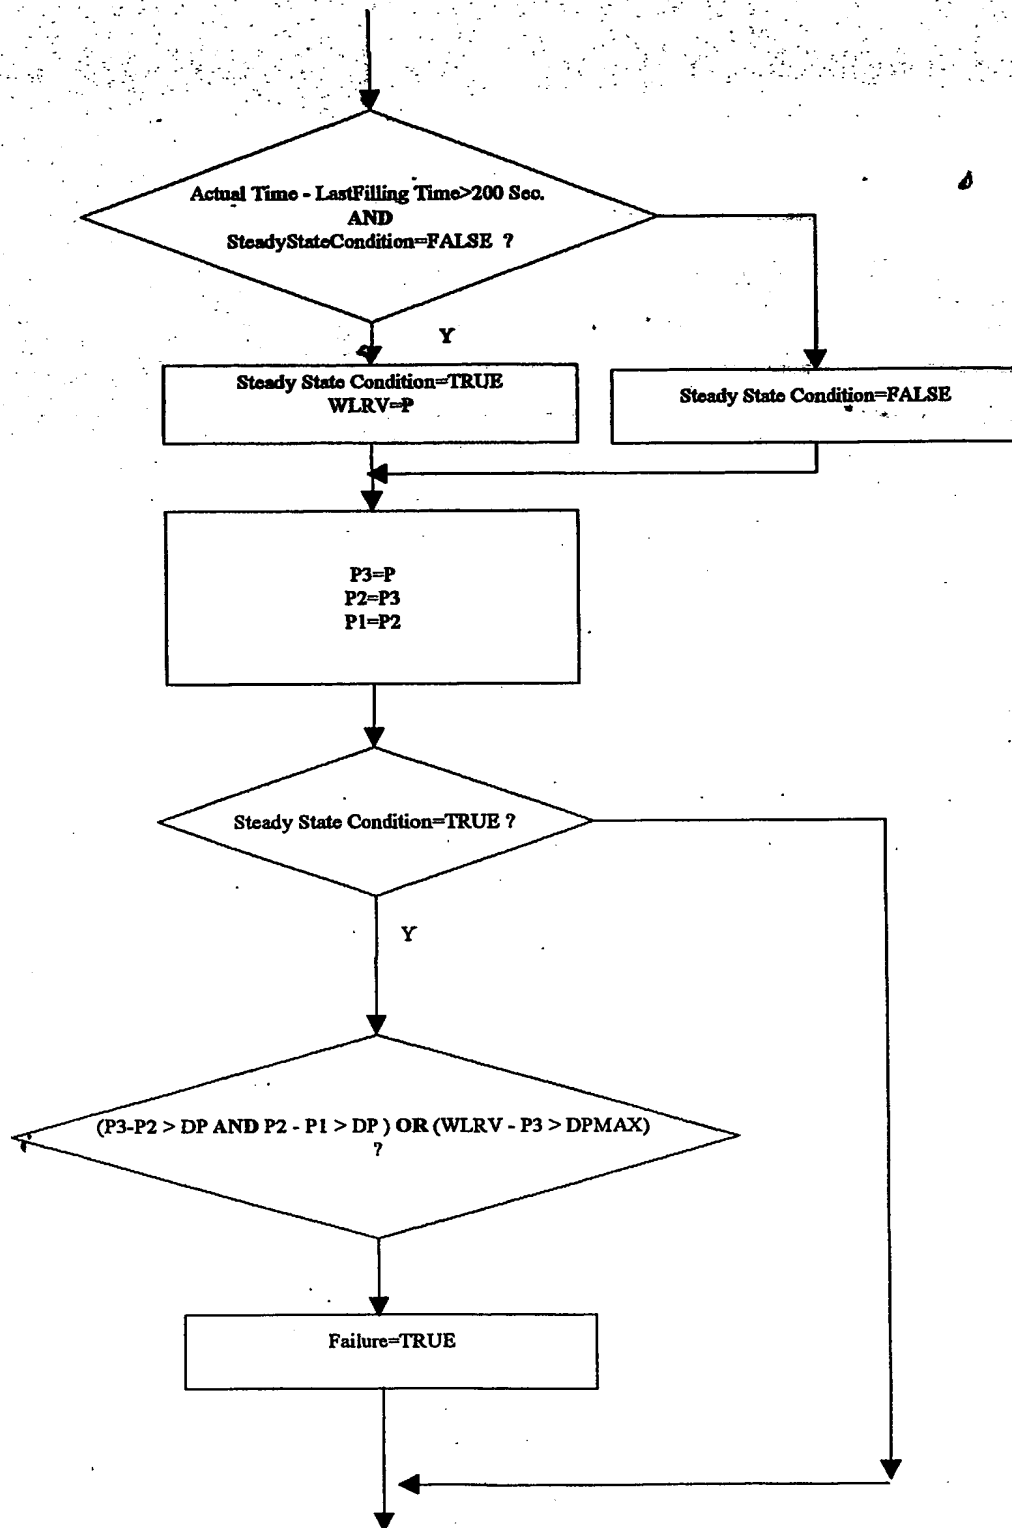 Actual Time - LastFilling Time>200 Sec.
AND
SteadyStateCondition=FALSE ?
Y
Steady State Condition=TRUE
WLRV=P
Steady State Condition=FALSE
P3=P
P2=P3
P1=P2
Steady State Condition=TRUE ?
Y
(P3-P2 > DP AND P2 - P1 > DP ) OR (WLRV - P3 > DPMAX)
?
Failure=TRUE